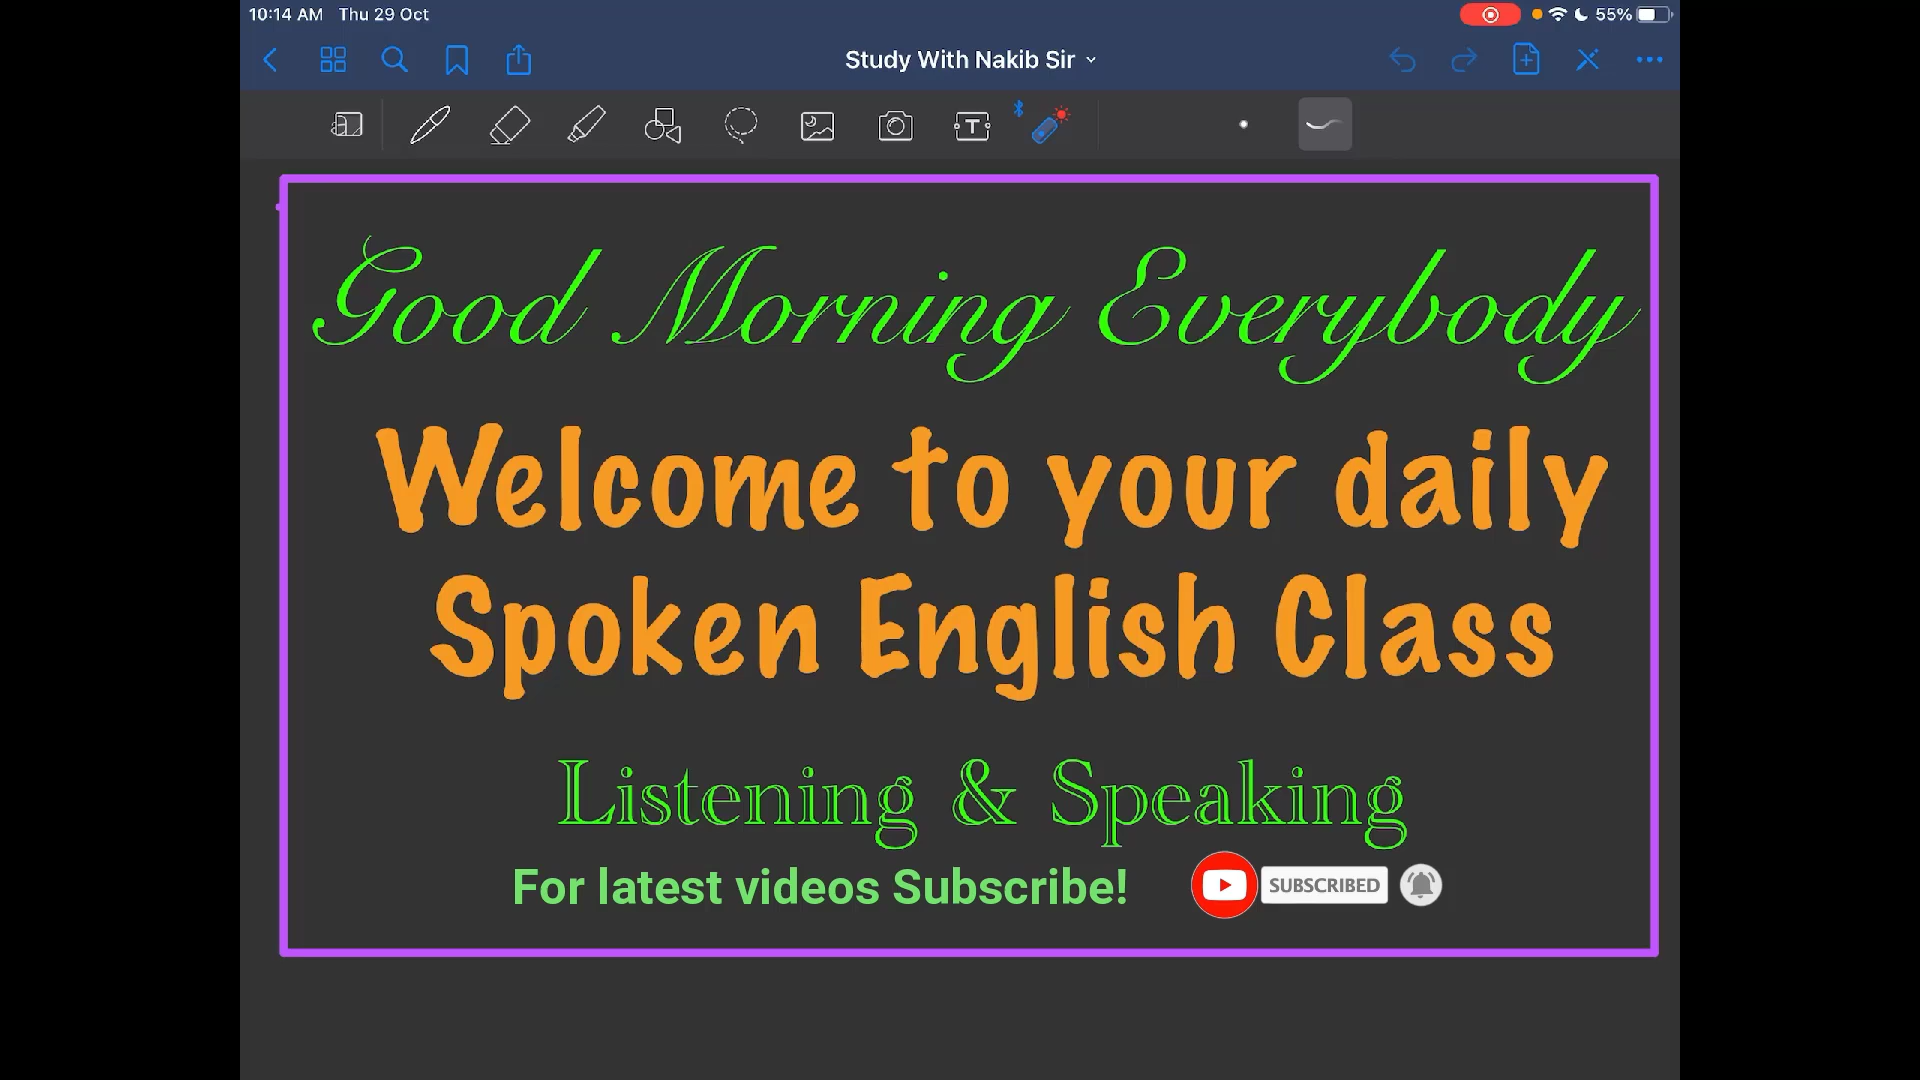 10:14 AM Thu 29 Oct 55%
Study With Nakib Sir
T
Good Morning Everybody
Welcome to your daily
Spoken English Class
Listening & Speaking
For latest videos Subscribe! SUBSCRIBED